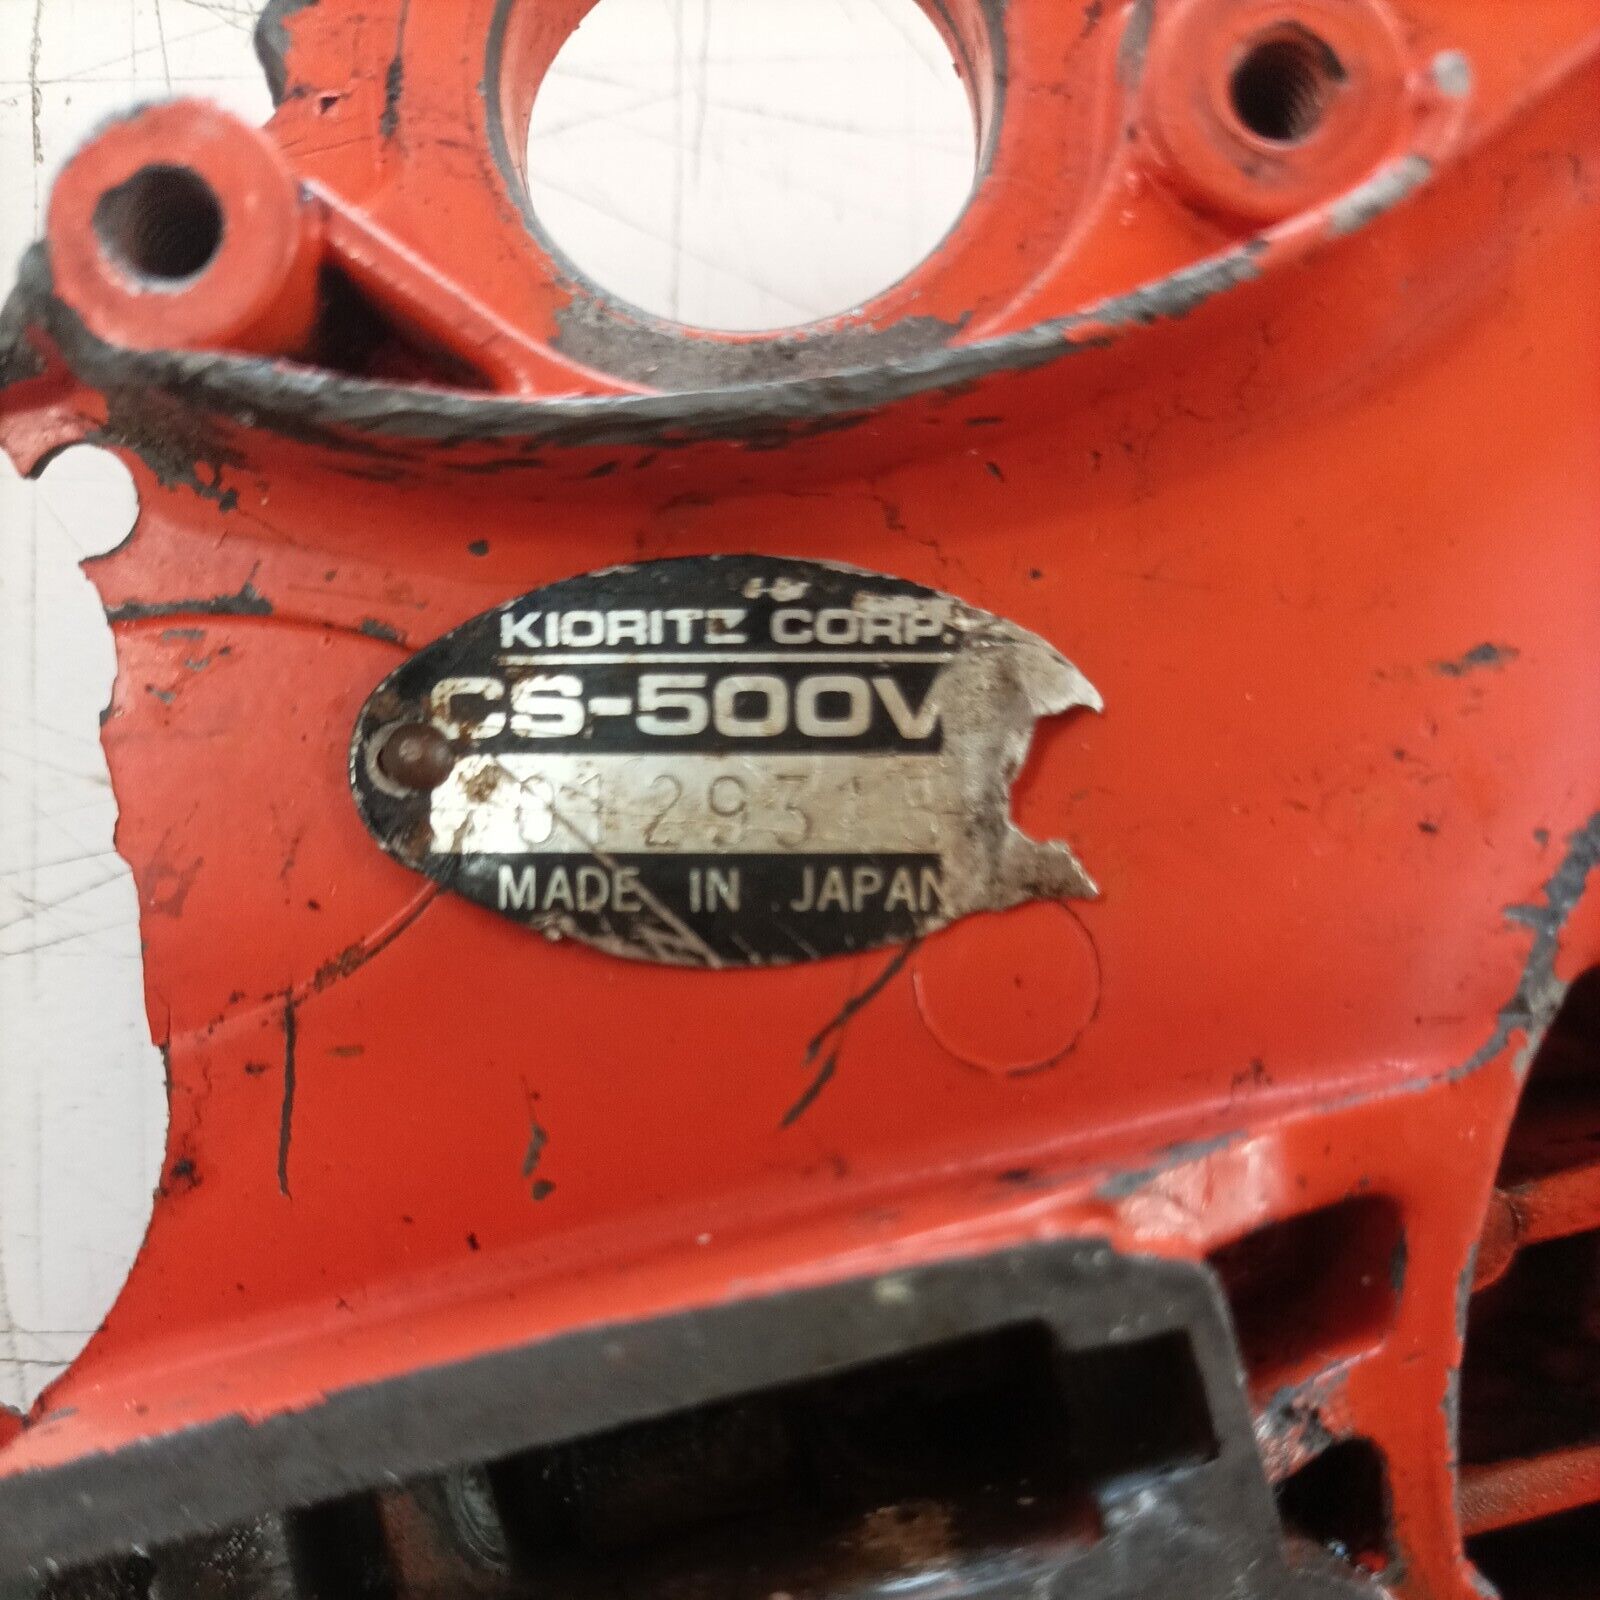 KIORITZ CORP.
CS-500V
MADE IN JAPAN